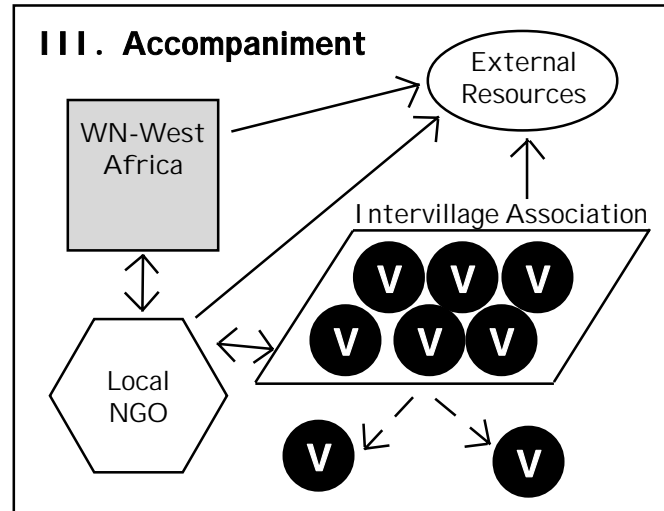 III. Accompaniment
External
Resources
WN-West
Africa
Intervillage Association
V V V
V V V
Local
NGO
V V